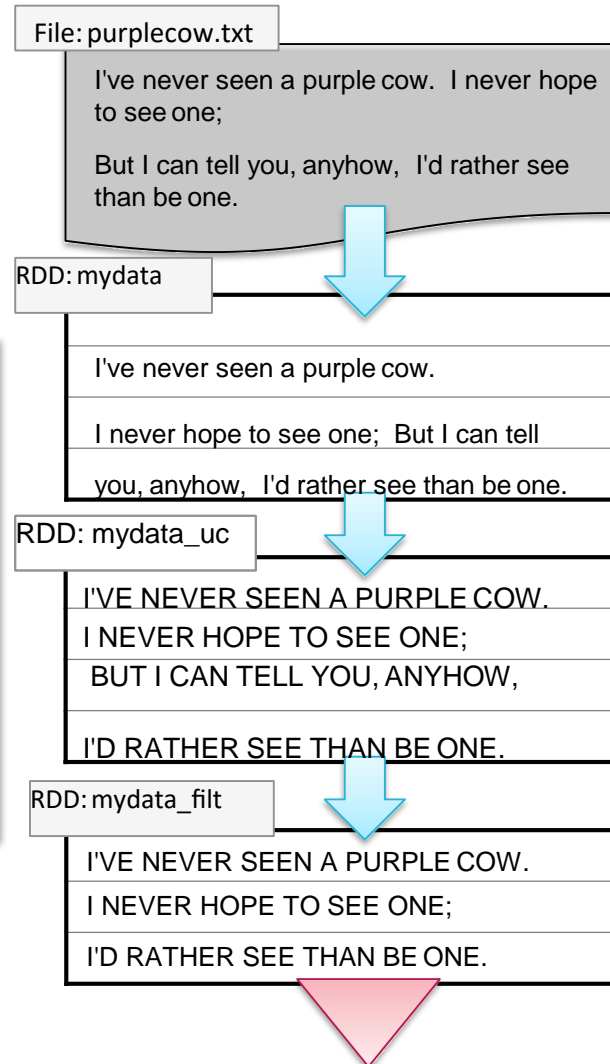 File: purplecow.txt
I've never seen a purple cow. I never hope
to see one;
But I can tell you, anyhow, I'd rather see
than be one.
RDD: mydata
I've never seen a purple cow.
I never hope to see one; But I can tell
you, anyhow, I'd rather see than be one.
RDD: mydata_uc
I'VE NEVER SEEN A PURPLE COW.
I NEVER HOPE TO SEE ONE;
BUT I CAN TELL YOU, ANYHOW,
I'D RATHER SEE THAN BE ONE.
RDD: mydata_filt
I'VE NEVER SEEN A PURPLE COW.
I NEVER HOPE TO SEE ONE;
I'D RATHER SEE THAN BE ONE.